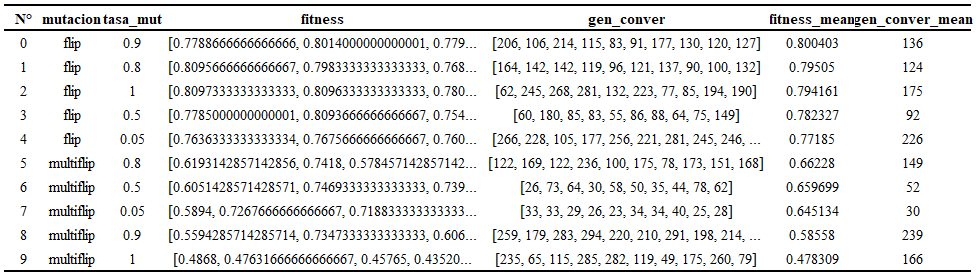 N° mutacion tasa_mut fitness gen_conver fitness_mean gen_conver_mean
0 flip 0.9 [0.7788666666666666, 0.8014000000000001, 0.779... [206, 106, 214, 115, 83, 91, 177, 130, 120, 127] 0.800403 136
1 flip 0.8 [0.8095666666666667, 0.7983333333333333, 0.768... [164, 142, 142, 119, 96, 121, 137, 90, 100, 132] 0.79505 124
2 flip 1 [0.8097333333333333, 0.8096333333333333, 0.780... [62, 245, 268, 281, 132, 223, 77, 85, 194, 190] 0.794161 175
3 flip 0.5 [0.7785000000000001, 0.8093666666666667, 0.754... [60, 180, 85, 83, 55, 86, 88, 64, 75, 149] 0.782327 92
4 flip 0.05 [0.7636333333333334, 0.7675666666666667, 0.760... [266, 228, 105, 177, 256, 221, 281, 245, 246, ... 0.77185 226
5 multiflip 0.8 [0.6193142857142856, 0.7418, 0.578457142857142... [122, 169, 122, 236, 100, 175, 78, 173, 151, 168] 0.66228 149
6 multiflip 0.5 [0.6051428571428571, 0.7469333333333333, 0.739... [26, 73, 64, 30, 58, 50, 35, 44, 78, 62] 0.659699 52
7 multiflip 0.05 [0.5894, 0.7267666666666667, 0.718833333333333... [33, 33, 29, 26, 23, 34, 34, 40, 25, 28] 0.645134 30
8 multiflip 0.9 [0.5594285714285714, 0.7347333333333333, 0.606... [259, 179, 283, 294, 220, 210, 291, 198, 214, ... 0.58558 239
9 multiflip 1 [0.4868, 0.47631666666666667, 0.45765, 0.43520... [235, 65, 115, 285, 282, 119, 49, 175, 260, 79] 0.478309 166